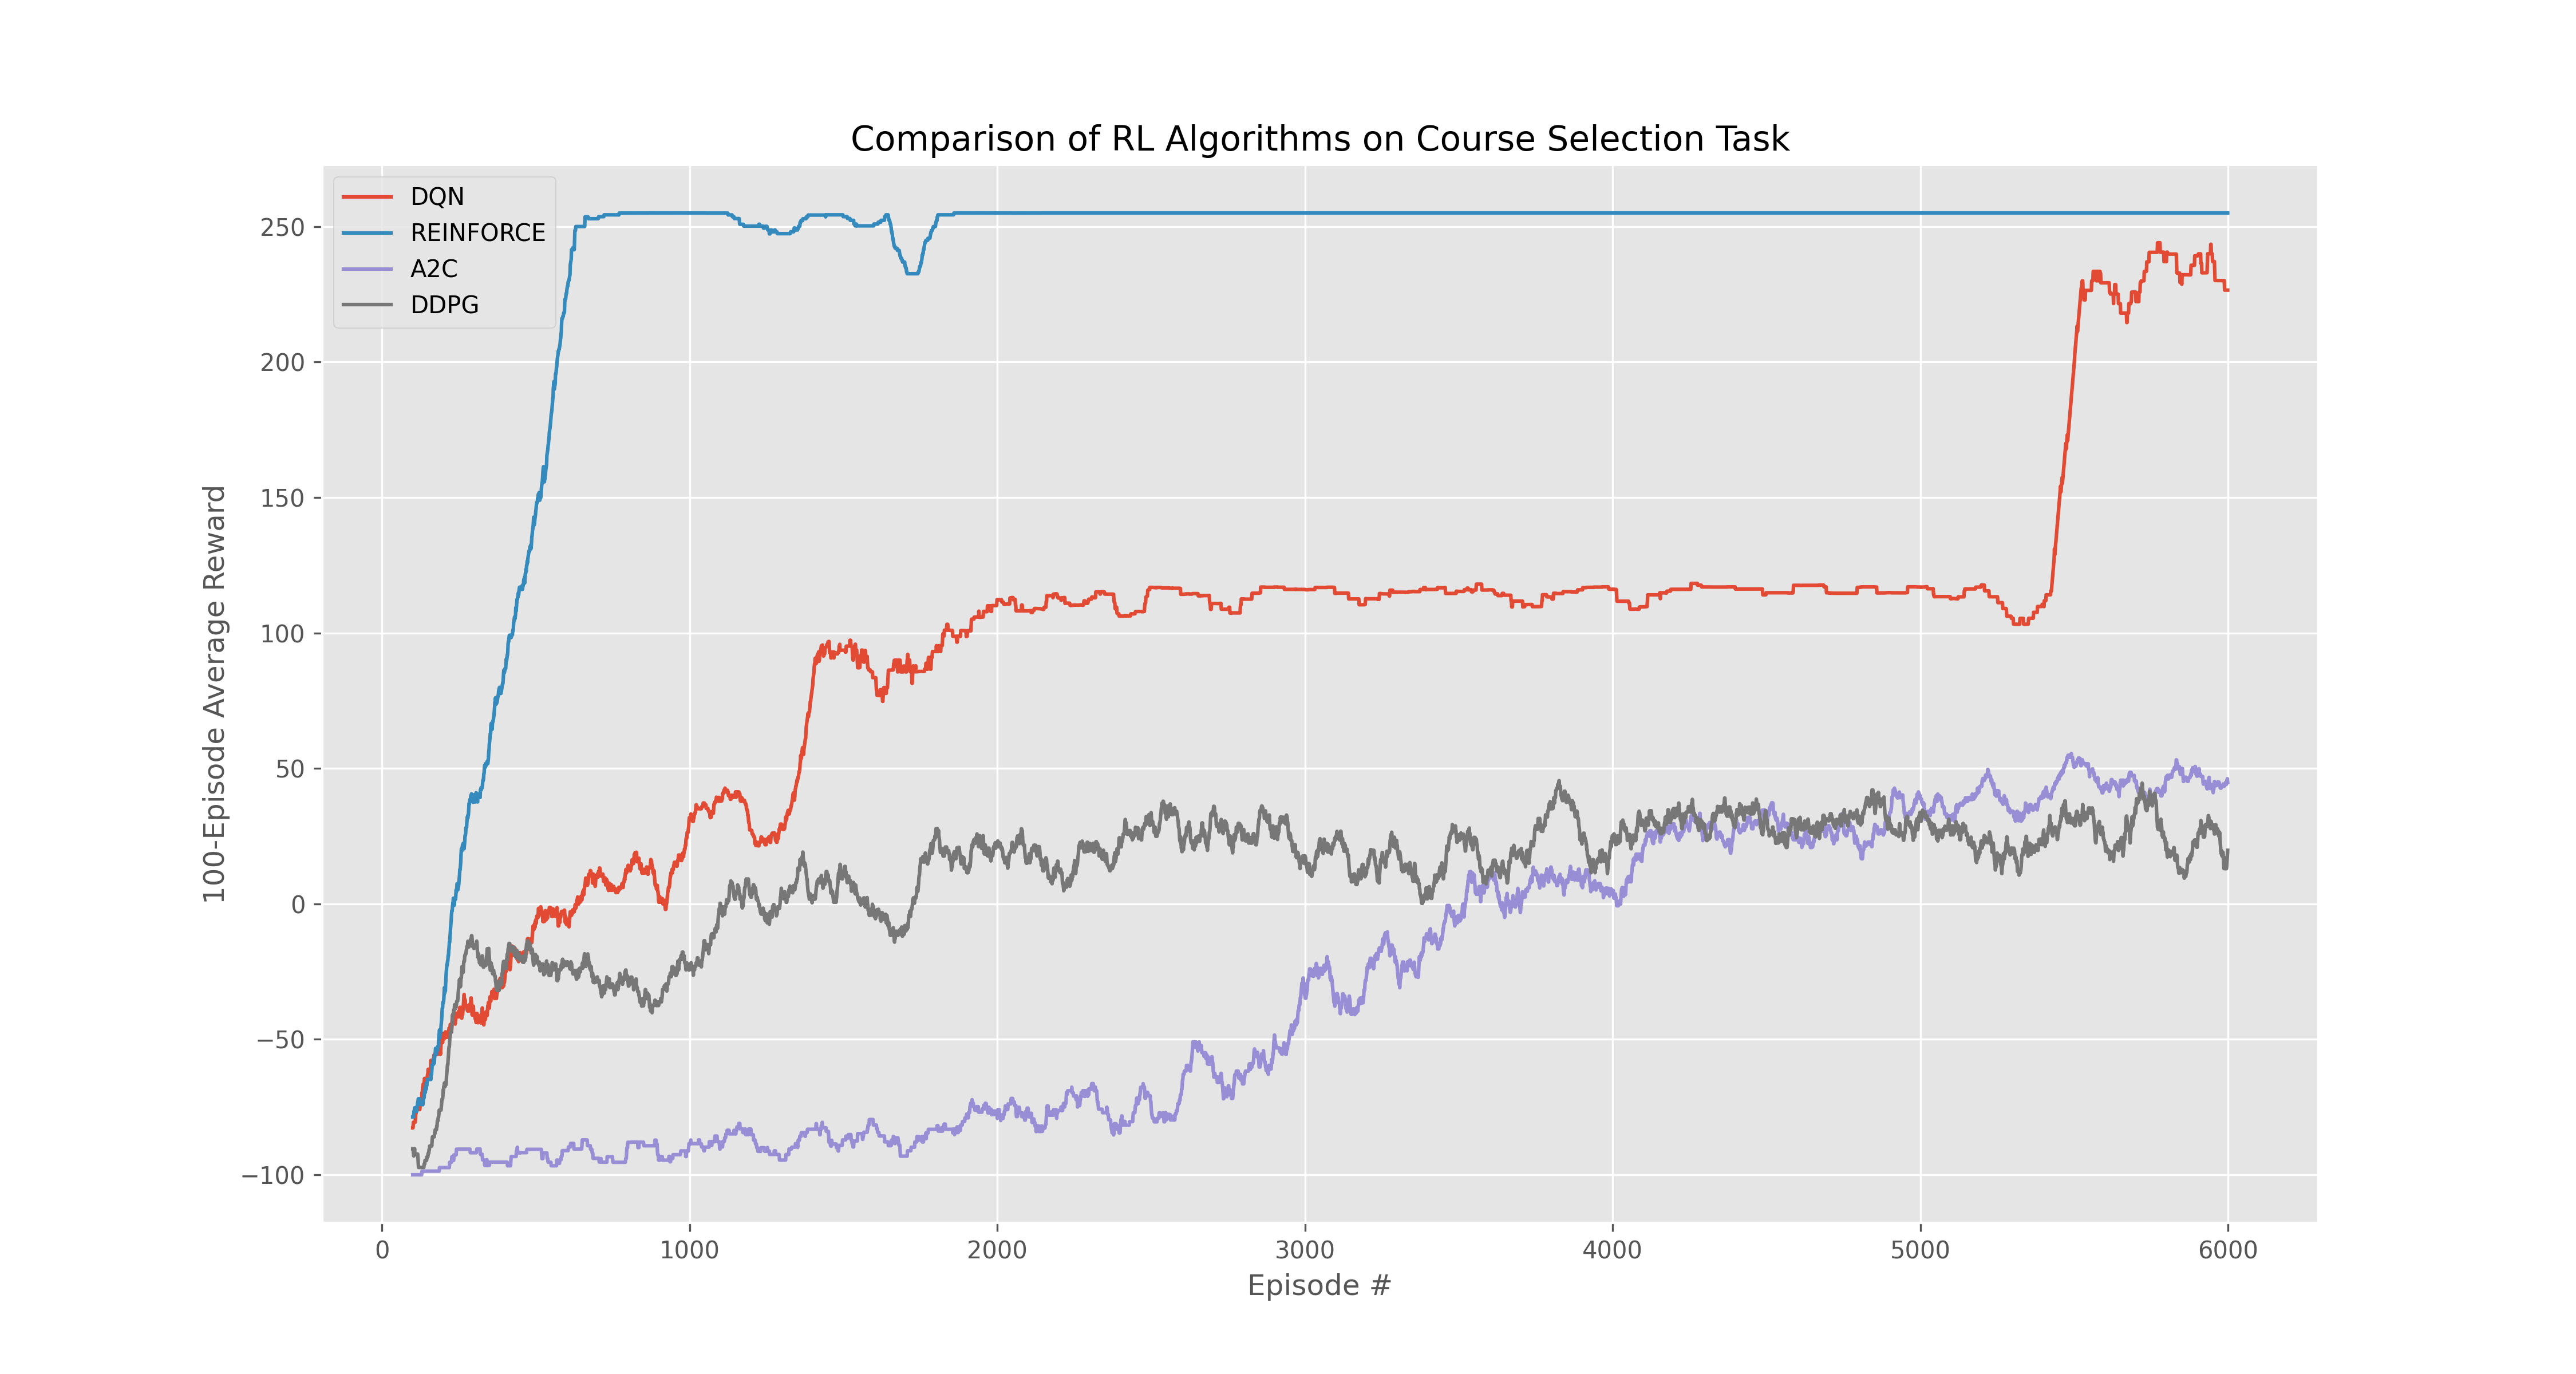 Comparison of RL Algorithms on Course Selection Task
DQN
REINFORCE
A2C
DDPG
100-Episode Average Reward
250
200
150
100
50
0
−50
−100
0 1000 2000 3000 4000 5000 6000
Episode #